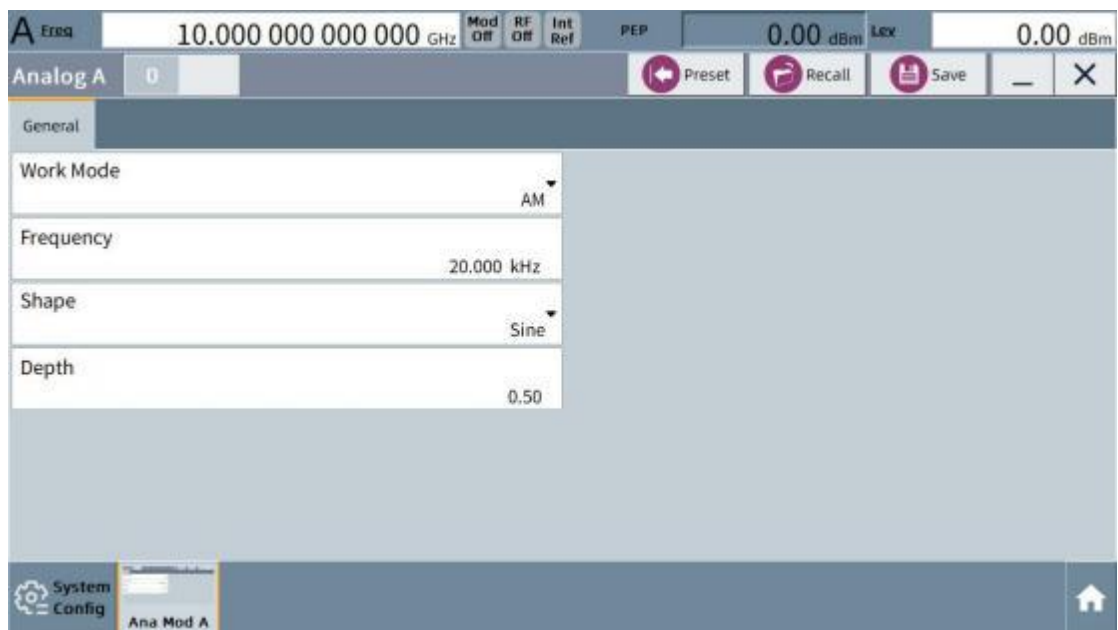 A Freq 10.000 000 000 000 GHz Mod Off RF Off Int Ref PEP 0.00 dBm Lev 0.00 dBm
Analog A 0 Preset Recall Save
General
Work Mode
AM
Frequency
20.000 kHz
Shape
Sine
Depth
0.50
System Config
Ana Mod A